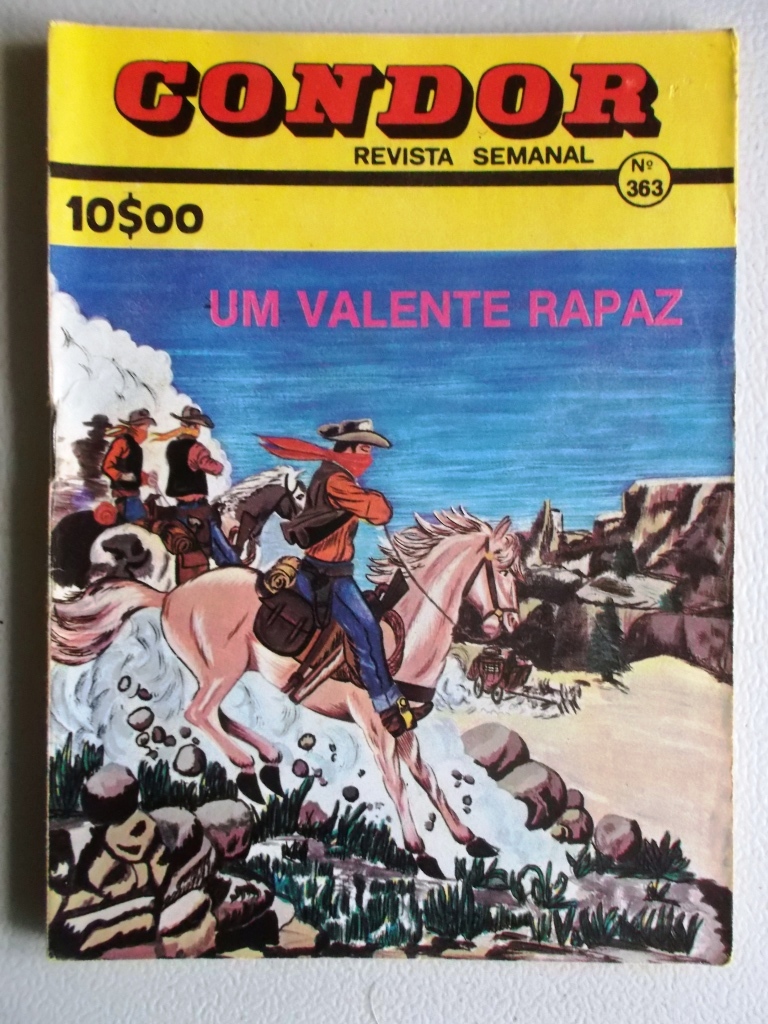 CONDOR
REVISTA SEMANAL
Nº
363
10$00
UM VALENTE RAPAZ